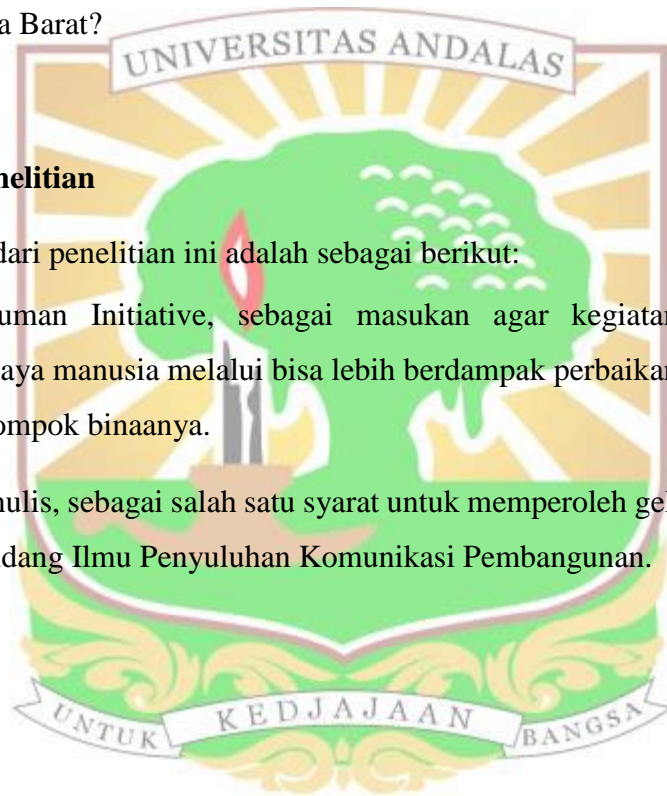 a Barat?
UNIVERSITAS ANDALAS
nelitian
dari penelitian ini adalah sebagai berikut:
uman Initiative, sebagai masukan agar kegiatan
aya manusia melalui bisa lebih berdampak perbaikan
ompok binaanya.
nulis, sebagai salah satu syarat untuk memperoleh gel
idang Ilmu Penyuluhan Komunikasi Pembangunan.
UNTUK KEDJAJAAN BANGSA